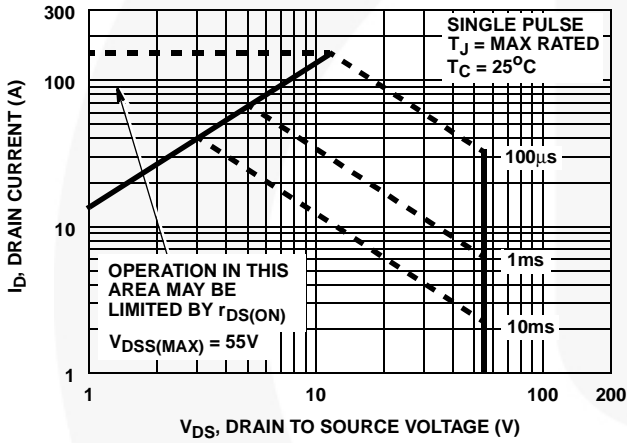 300
100
10
1
I_D, DRAIN CURRENT (A)
SINGLE PULSE
T_J = MAX RATED
T_C = 25°C
100µs
1ms
10ms
OPERATION IN THIS
AREA MAY BE
LIMITED BY r_DS(ON)
V_DSS(MAX) = 55V
1
10
100
200
V_DS, DRAIN TO SOURCE VOLTAGE (V)